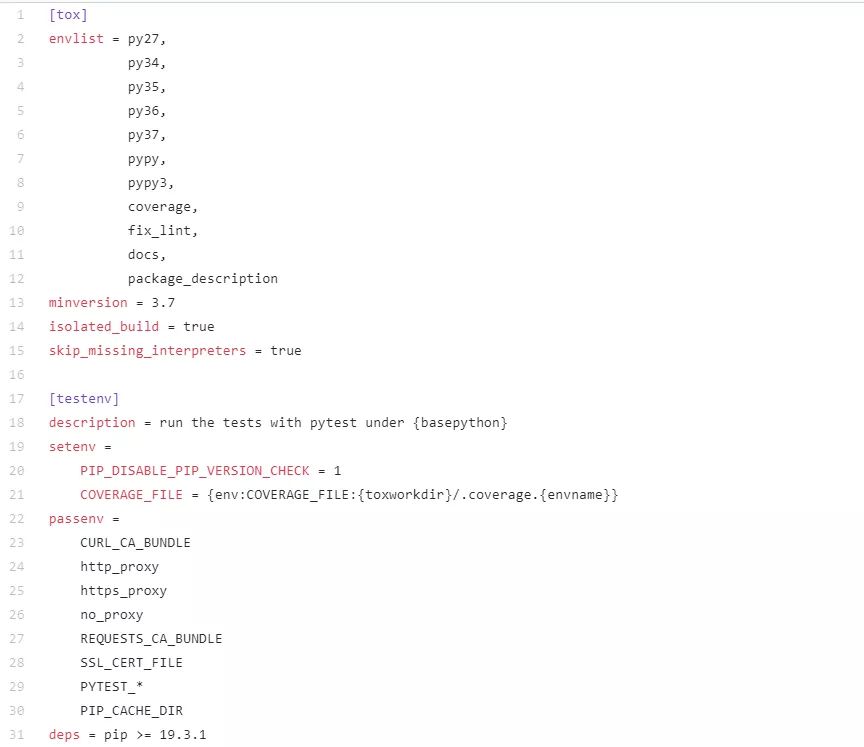 1 [tox]
2 envlist = py27,
3 py34,
4 py35,
5 py36,
6 py37,
7 pypy,
8 pypy3,
9 coverage,
10 fix_lint,
11 docs,
12 package_description
13 minversion = 3.7
14 isolated_build = true
15 skip_missing_interpreters = true
16
17 [testenv]
18 description = run the tests with pytest under {basepython}
19 setenv =
20 PIP_DISABLE_PIP_VERSION_CHECK = 1
21 COVERAGE_FILE = {env:COVERAGE_FILE:{toxworkdir}/.coverage.{envname}}
22 passenv =
23 CURL_CA_BUNDLE
24 http_proxy
25 https_proxy
26 no_proxy
27 REQUESTS_CA_BUNDLE
28 SSL_CERT_FILE
29 PYTEST_*
30 PIP_CACHE_DIR
31 deps = pip >= 19.3.1